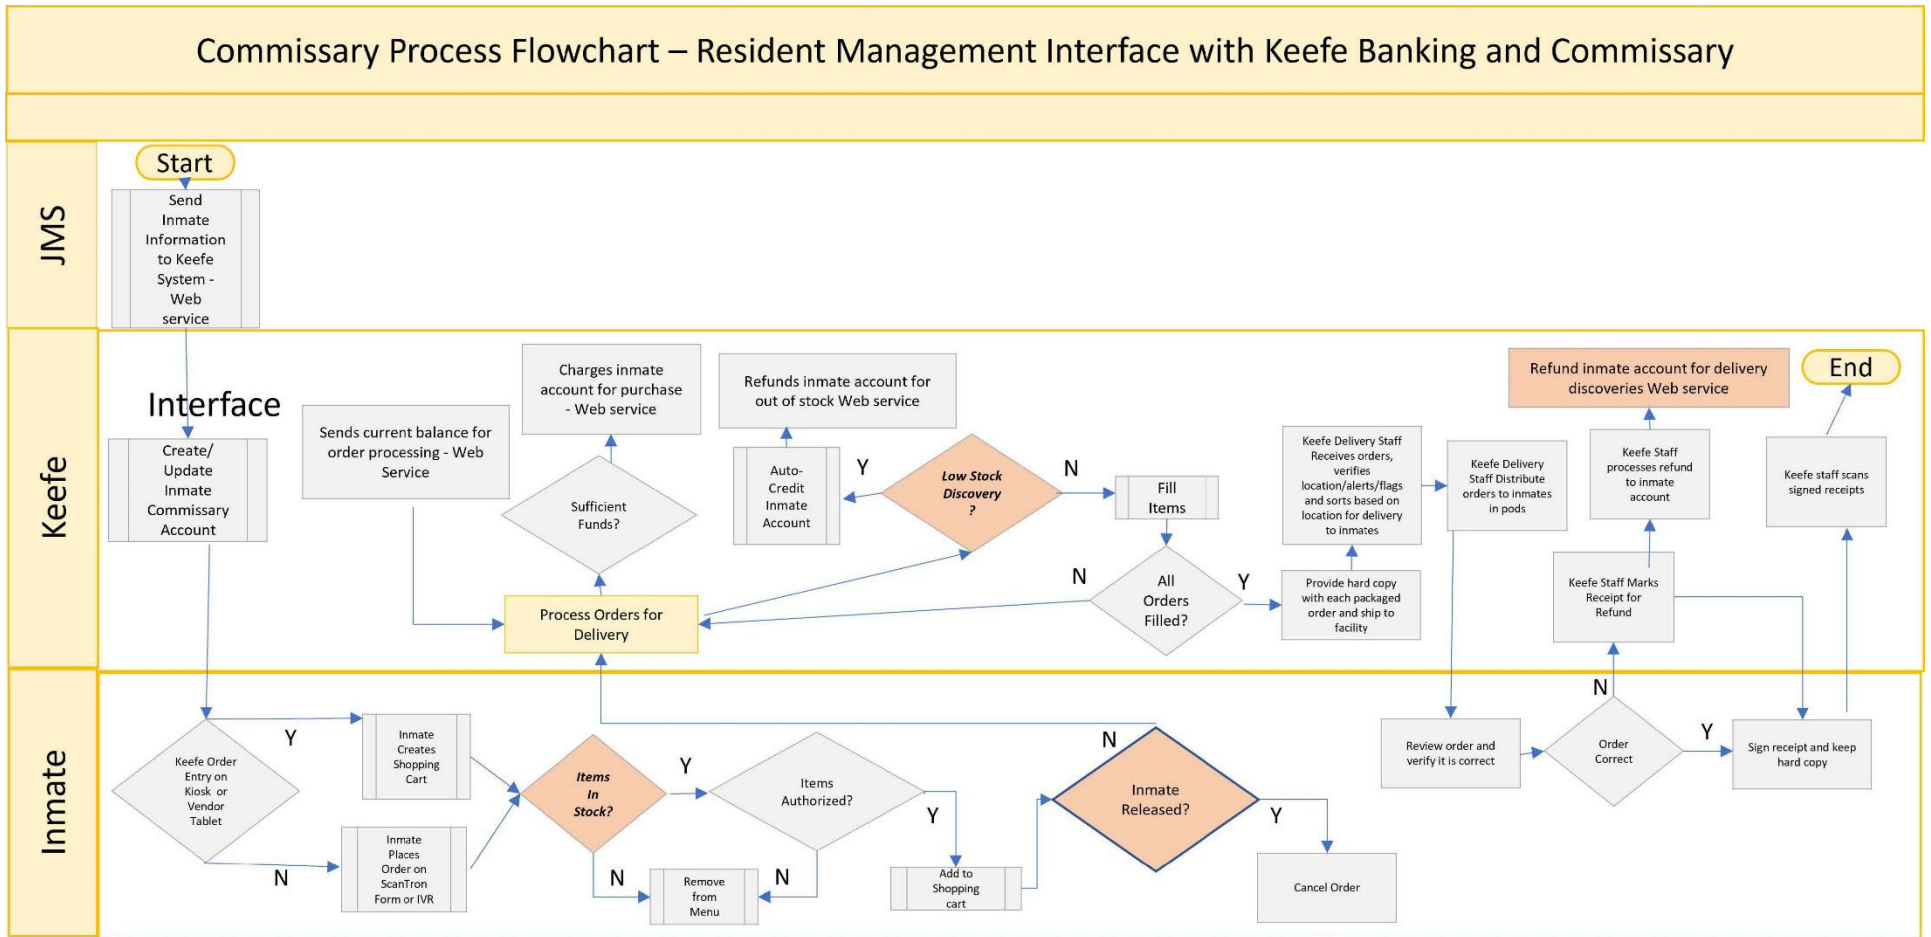 Commissary Process Flowchart – Resident Management Interface with Keefe Banking and Commissary
JMS
Start
Send
Inmate
Information
to Keefe
System -
Web
service
Keefe
Interface
Create/
Update
Inmate
Commissary
Account
Sends current balance for
order processing - Web
Service
Charges inmate
account for purchase
- Web service
Sufficient
Funds?
Process Orders for
Delivery
Refunds inmate account for
out of stock Web service
Auto-
Credit
Inmate
Account
Y
Low Stock
Discovery
?
N
Fill
Items
N
All
Orders
Filled?
Y
Keefe Delivery Staff
Receives orders,
verifies
location/alerts/flags
and sorts based on
location for delivery
to inmates
Provide hard copy
with each packaged
order and ship to
facility
Keefe Delivery
Staff Distribute
orders to inmates
in pods
Refund inmate account for delivery
discoveries Web service
Keefe Staff
processes refund
to inmate
account
Keefe Staff Marks
Receipt for
Refund
End
Keefe staff scans
signed receipts
Inmate
Keefe Order
Entry on
Kiosk or
Vendor
Tablet
Y
N
Inmate
Creates
Shopping
Cart
Inmate
Places
Order on
ScanTron
Form or IVR
Items
In
Stock?
Y
N
Items
Authorized?
N
Y
Remove
from
Menu
Add to
Shopping
cart
N
Inmate
Released?
Y
Cancel Order
Review order and
verify it is correct
N
Order
Correct
Y
Sign receipt and keep
hard copy